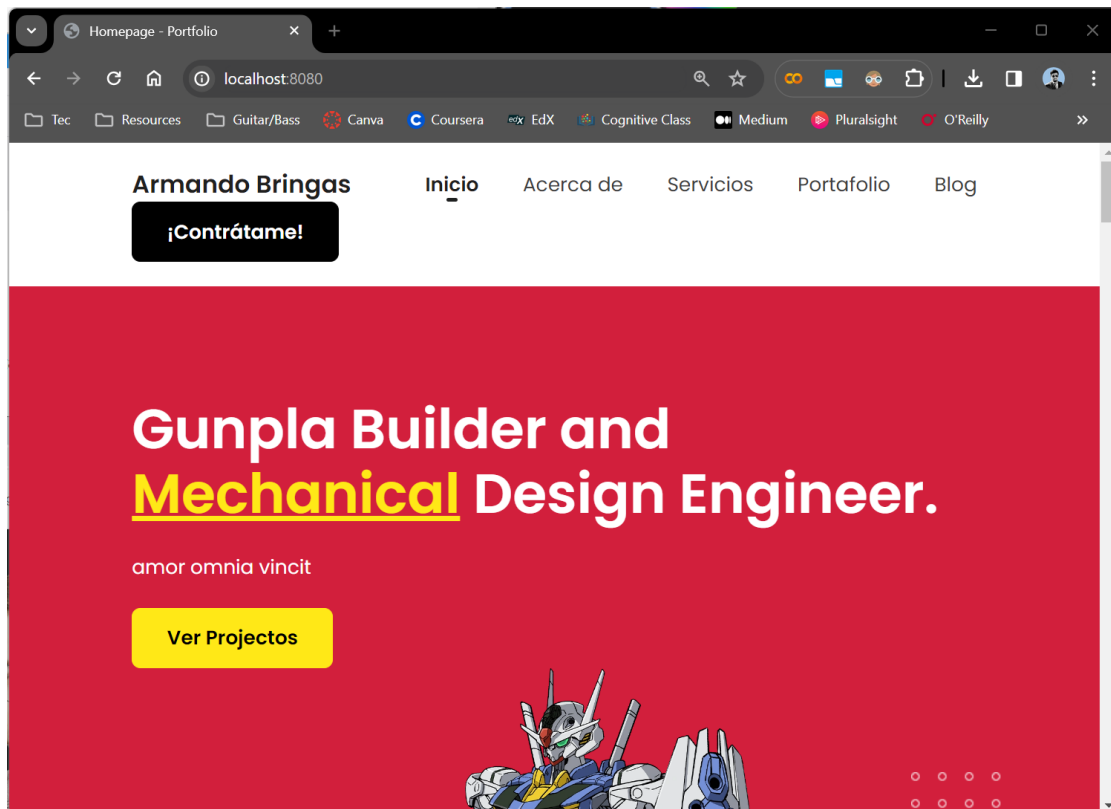 Homepage - Portfolio
localhost:8080
Tec Resources Guitar/Bass Canva Coursera edX EdX Cognitive Class Medium Pluralsight O'Reilly
Armando Bringas Inicio Acerca de Servicios Portafolio Blog
¡Contrátame!
Gunpla Builder and
Mechanical Design Engineer.
amor omnia vincit
Ver Projectos